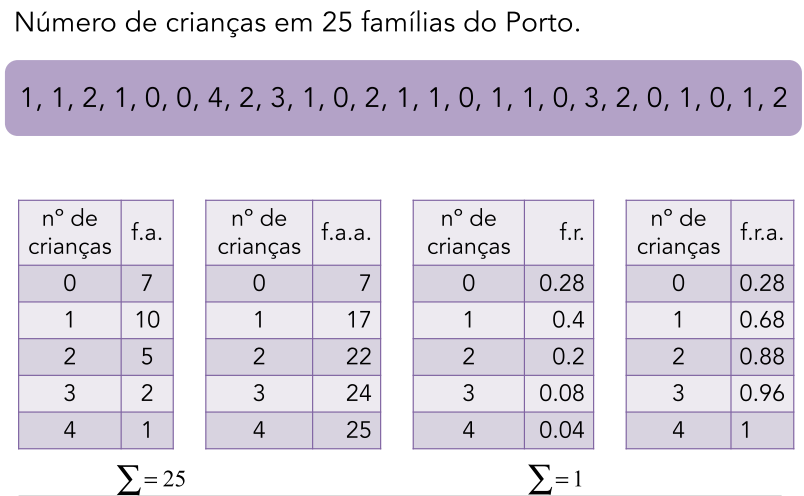 Número de crianças em 25 famílias do Porto.
1, 1, 2, 1, 0, 0, 4, 2, 3, 1, 0, 2, 1, 1, 0, 1, 1, 0, 3, 2, 0, 1, 0, 1, 2
nº de crianças f.a.
0 7
1 10
2 5
3 2
4 1
∑ = 25
nº de crianças f.a.a.
0 7
1 17
2 22
3 24
4 25
nº de crianças f.r.
0 0.28
1 0.4
2 0.2
3 0.08
4 0.04
∑ = 1
nº de crianças f.r.a.
0 0.28
1 0.68
2 0.88
3 0.96
4 1